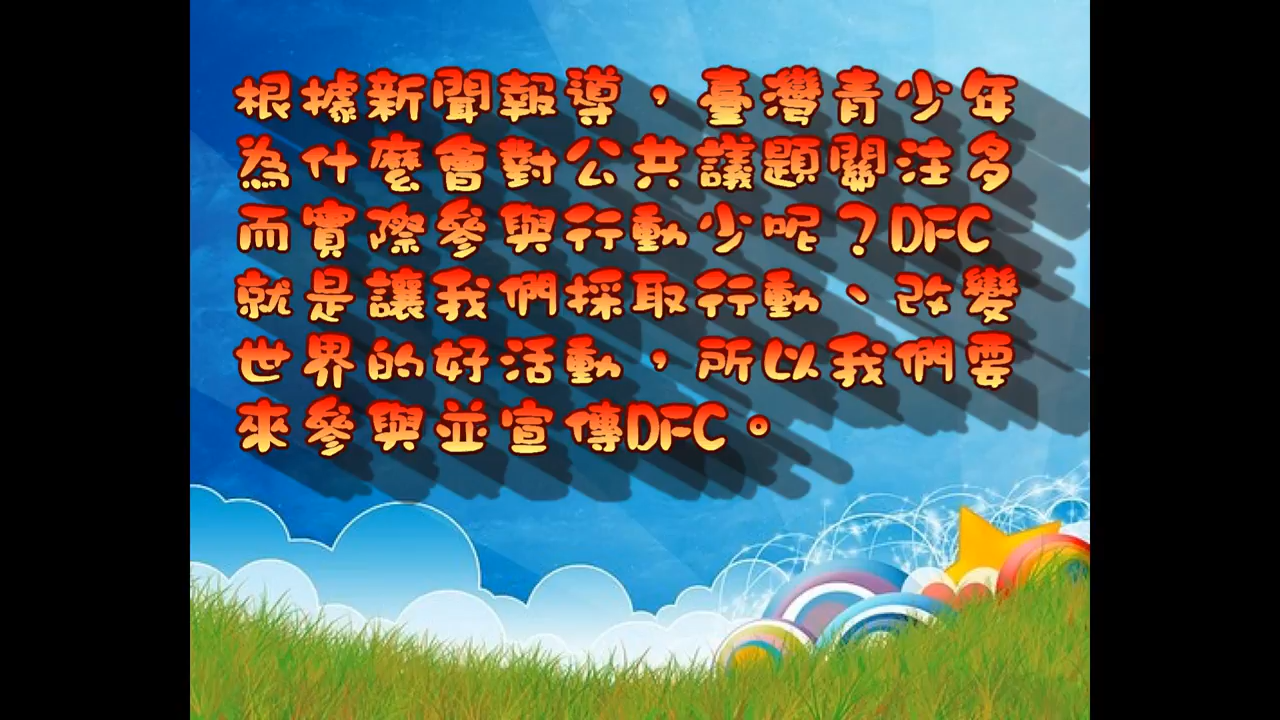 根據新聞報導，臺灣青少年
為什麼會對公共議題關注多
而實際參與行動少呢？DFC
就是讓我們採取行動、改變
世界的好活動，所以我們要
來參與並宣傳DFC。